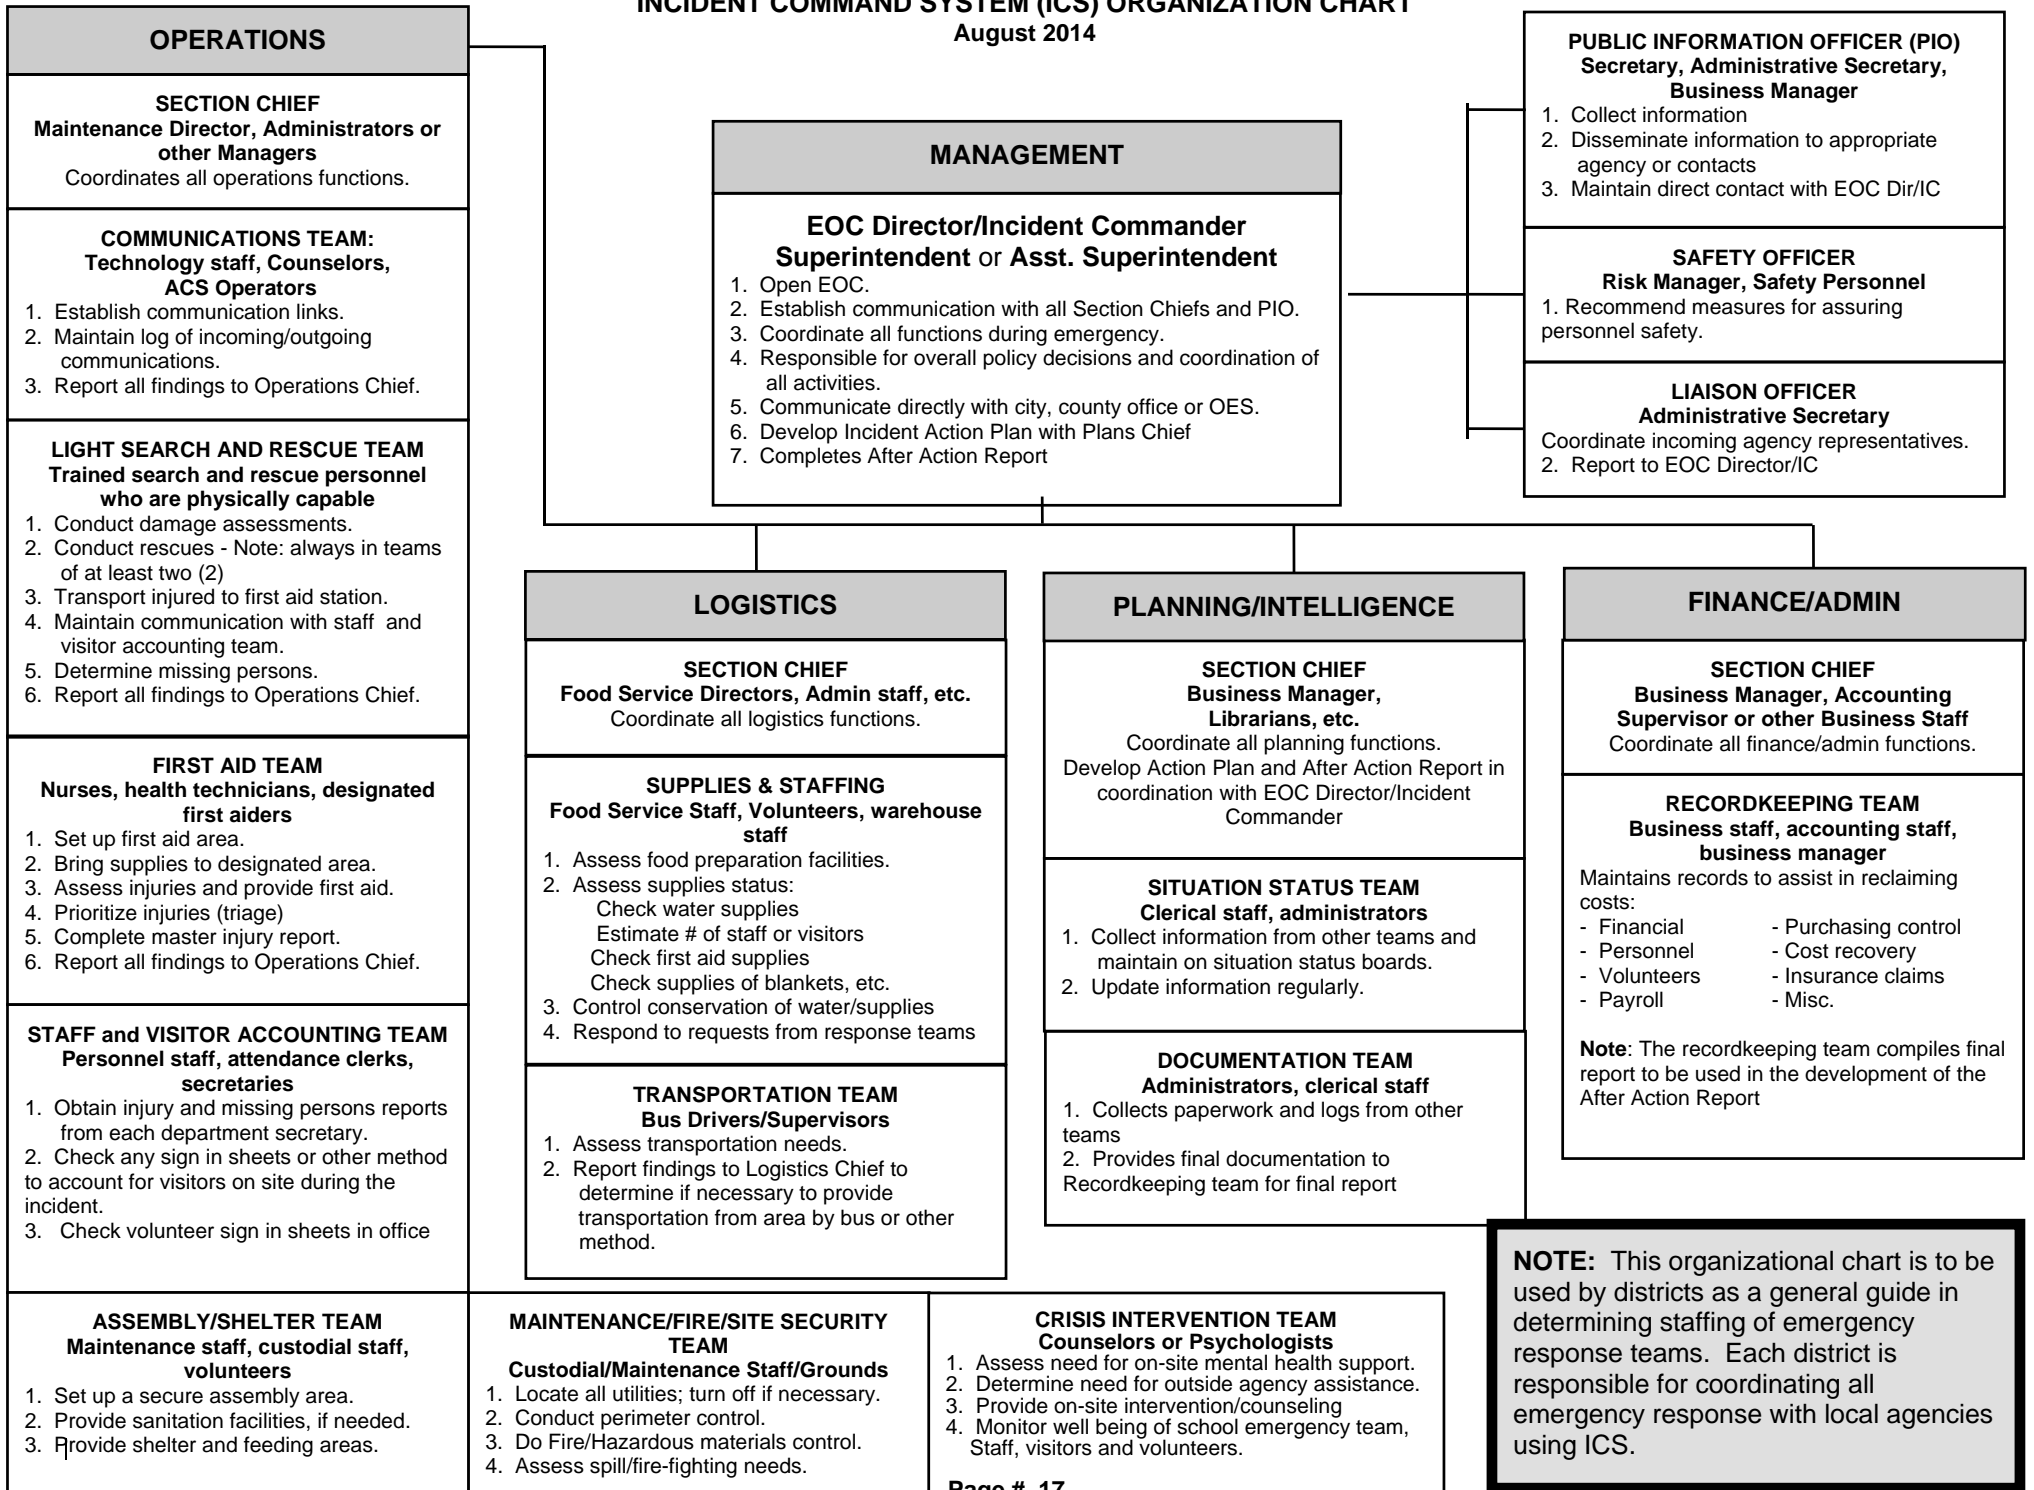 INCIDENT COMMAND SYSTEM (ICS) ORGANIZATION CHART
August 2014
OPERATIONS
SECTION CHIEF
Maintenance Director, Administrators or
other Managers
Coordinates all operations functions.
COMMUNICATIONS TEAM:
Technology staff, Counselors,
ACS Operators
1. Establish communication links.
2. Maintain log of incoming/outgoing
communications.
3. Report all findings to Operations Chief.
LIGHT SEARCH AND RESCUE TEAM
Trained search and rescue personnel
who are physically capable
1. Conduct damage assessments.
2. Conduct rescues - Note: always in teams
of at least two (2)
3. Transport injured to first aid station.
4. Maintain communication with staff and
visitor accounting team.
5. Determine missing persons.
6. Report all findings to Operations Chief.
FIRST AID TEAM
Nurses, health technicians, designated
first aiders
1. Set up first aid area.
2. Bring supplies to designated area.
3. Assess injuries and provide first aid.
4. Prioritize injuries (triage)
5. Complete master injury report.
6. Report all findings to Operations Chief.
STAFF and VISITOR ACCOUNTING TEAM
Personnel staff, attendance clerks,
secretaries
1. Obtain injury and missing persons reports
from each department secretary.
2. Check any sign in sheets or other method
to account for visitors on site during the
incident.
3. Check volunteer sign in sheets in office
ASSEMBLY/SHELTER TEAM
Maintenance staff, custodial staff,
volunteers
1. Set up a secure assembly area.
2. Provide sanitation facilities, if needed.
3. Provide shelter and feeding areas.
MAINTENANCE/FIRE/SITE SECURITY
TEAM
Custodial/Maintenance Staff/Grounds
1. Locate all utilities; turn off if necessary.
2. Conduct perimeter control.
3. Do Fire/Hazardous materials control.
4. Assess spill/fire-fighting needs.
CRISIS INTERVENTION TEAM
Counselors or Psychologists
1. Assess need for on-site mental health support.
2. Determine need for outside agency assistance.
3. Provide on-site intervention/counseling
4. Monitor well being of school emergency team,
Staff, visitors and volunteers.
Page # 17
MANAGEMENT
EOC Director/Incident Commander
Superintendent or Asst. Superintendent
1. Open EOC.
2. Establish communication with all Section Chiefs and PIO.
3. Coordinate all functions during emergency.
4. Responsible for overall policy decisions and coordination of
all activities.
5. Communicate directly with city, county office or OES.
6. Develop Incident Action Plan with Plans Chief
7. Completes After Action Report
PUBLIC INFORMATION OFFICER (PIO)
Secretary, Administrative Secretary,
Business Manager
1. Collect information
2. Disseminate information to appropriate
agency or contacts
3. Maintain direct contact with EOC Dir/IC
SAFETY OFFICER
Risk Manager, Safety Personnel
1. Recommend measures for assuring
personnel safety.
LIAISON OFFICER
Administrative Secretary
Coordinate incoming agency representatives.
2. Report to EOC Director/IC
LOGISTICS
SECTION CHIEF
Food Service Directors, Admin staff, etc.
Coordinate all logistics functions.
SUPPLIES & STAFFING
Food Service Staff, Volunteers, warehouse
staff
1. Assess food preparation facilities.
2. Assess supplies status:
Check water supplies
Estimate # of staff or visitors
Check first aid supplies
Check supplies of blankets, etc.
3. Control conservation of water/supplies
4. Respond to requests from response teams
TRANSPORTATION TEAM
Bus Drivers/Supervisors
1. Assess transportation needs.
2. Report findings to Logistics Chief to
determine if necessary to provide
transportation from area by bus or other
method.
PLANNING/INTELLIGENCE
SECTION CHIEF
Business Manager,
Librarians, etc.
Coordinate all planning functions.
Develop Action Plan and After Action Report in
coordination with EOC Director/Incident
Commander
SITUATION STATUS TEAM
Clerical staff, administrators
1. Collect information from other teams and
maintain on situation status boards.
2. Update information regularly.
DOCUMENTATION TEAM
Administrators, clerical staff
1. Collects paperwork and logs from other
teams
2. Provides final documentation to
Recordkeeping team for final report
FINANCE/ADMIN
SECTION CHIEF
Business Manager, Accounting
Supervisor or other Business Staff
Coordinate all finance/admin functions.
RECORDKEEPING TEAM
Business staff, accounting staff,
business manager
Maintains records to assist in reclaiming
costs:
- Financial - Purchasing control
- Personnel - Cost recovery
- Volunteers - Insurance claims
- Payroll - Misc.
Note: The recordkeeping team compiles final
report to be used in the development of the
After Action Report
NOTE: This organizational chart is to be
used by districts as a general guide in
determining staffing of emergency
response teams. Each district is
responsible for coordinating all
emergency response with local agencies
using ICS.